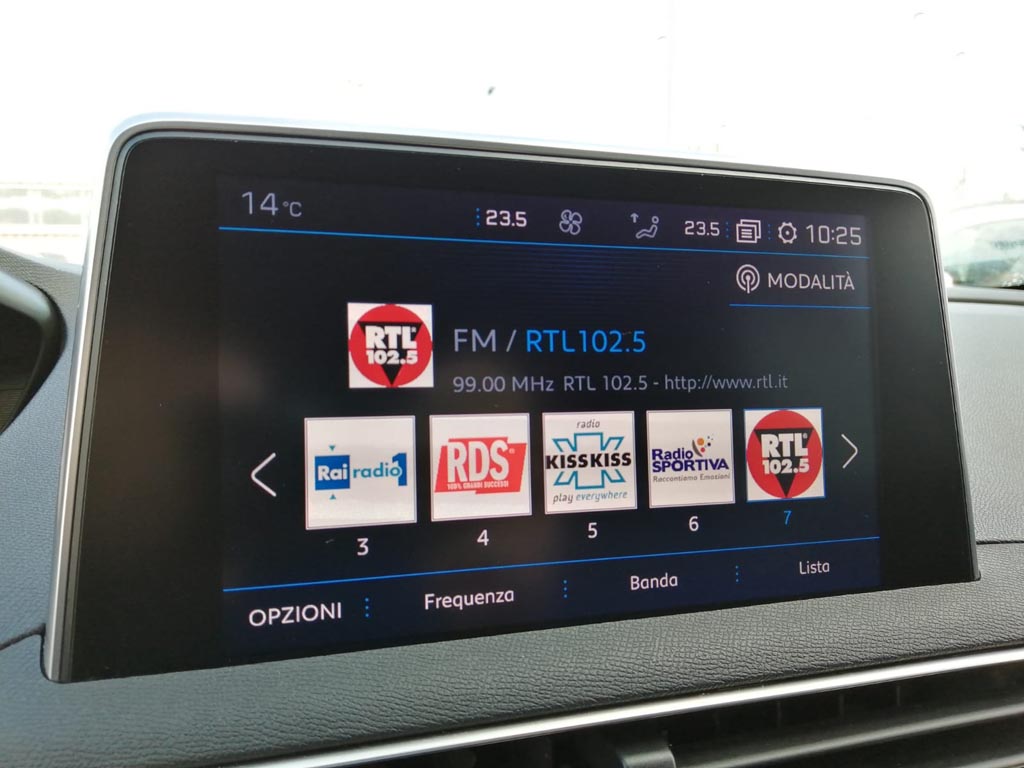 14°C 23.5 23.5 10:25
MODALITÀ
RTL
102.5
FM / RTL102.5
99.00 MHz RTL 102.5 - http://www.rtl.it
Rai radio1
RDS
100% GRANDI SUCCESSI
radio
KISSKISS
play everywhere
Radio
SPORTIVA
Raccontiamo Emozioni
RTL
102.5
3 4 5 6 7
OPZIONI Frequenza Banda Lista